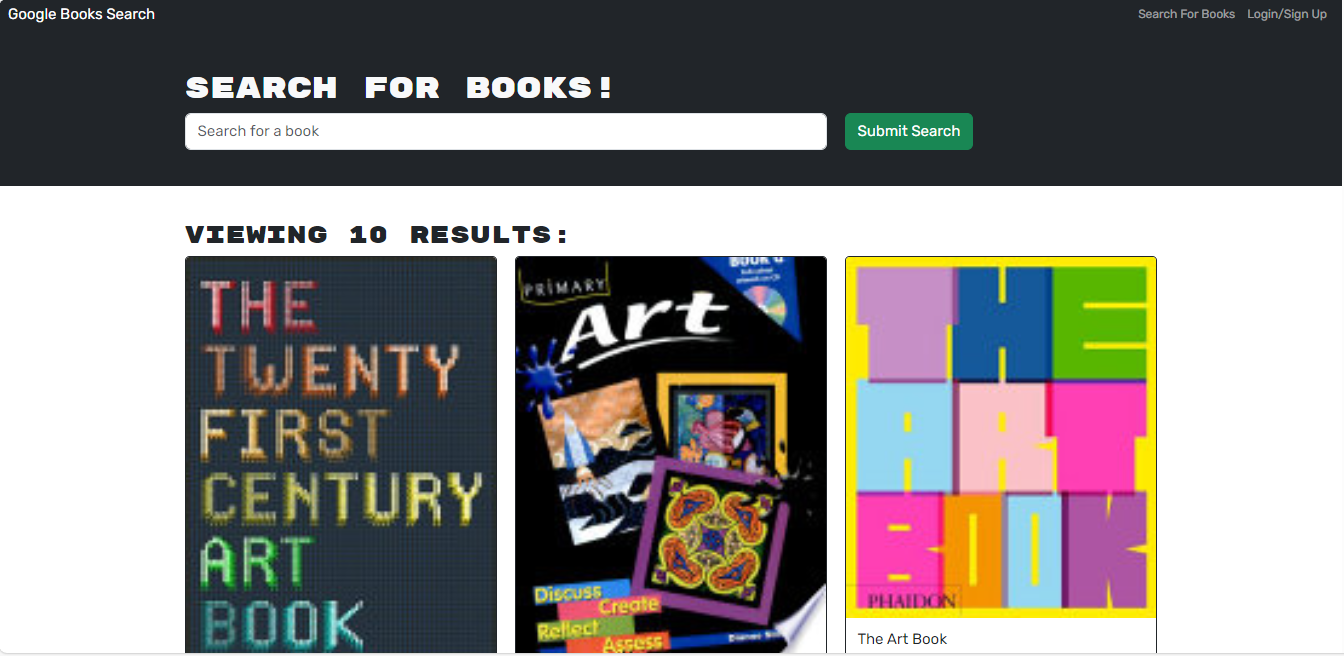 Google Books Search
Search For Books
Login/Sign Up
SEARCH FOR BOOKS!
Search for a book
Submit Search
VIEWING 10 RESULTS:
THE
TWENTY
FIRST
CENTURY
ART
BOOK
PRIMARY
Art
Discuss
Create
Reflect
Assess
THE
ART
BOOK
PHAIDON
The Art Book